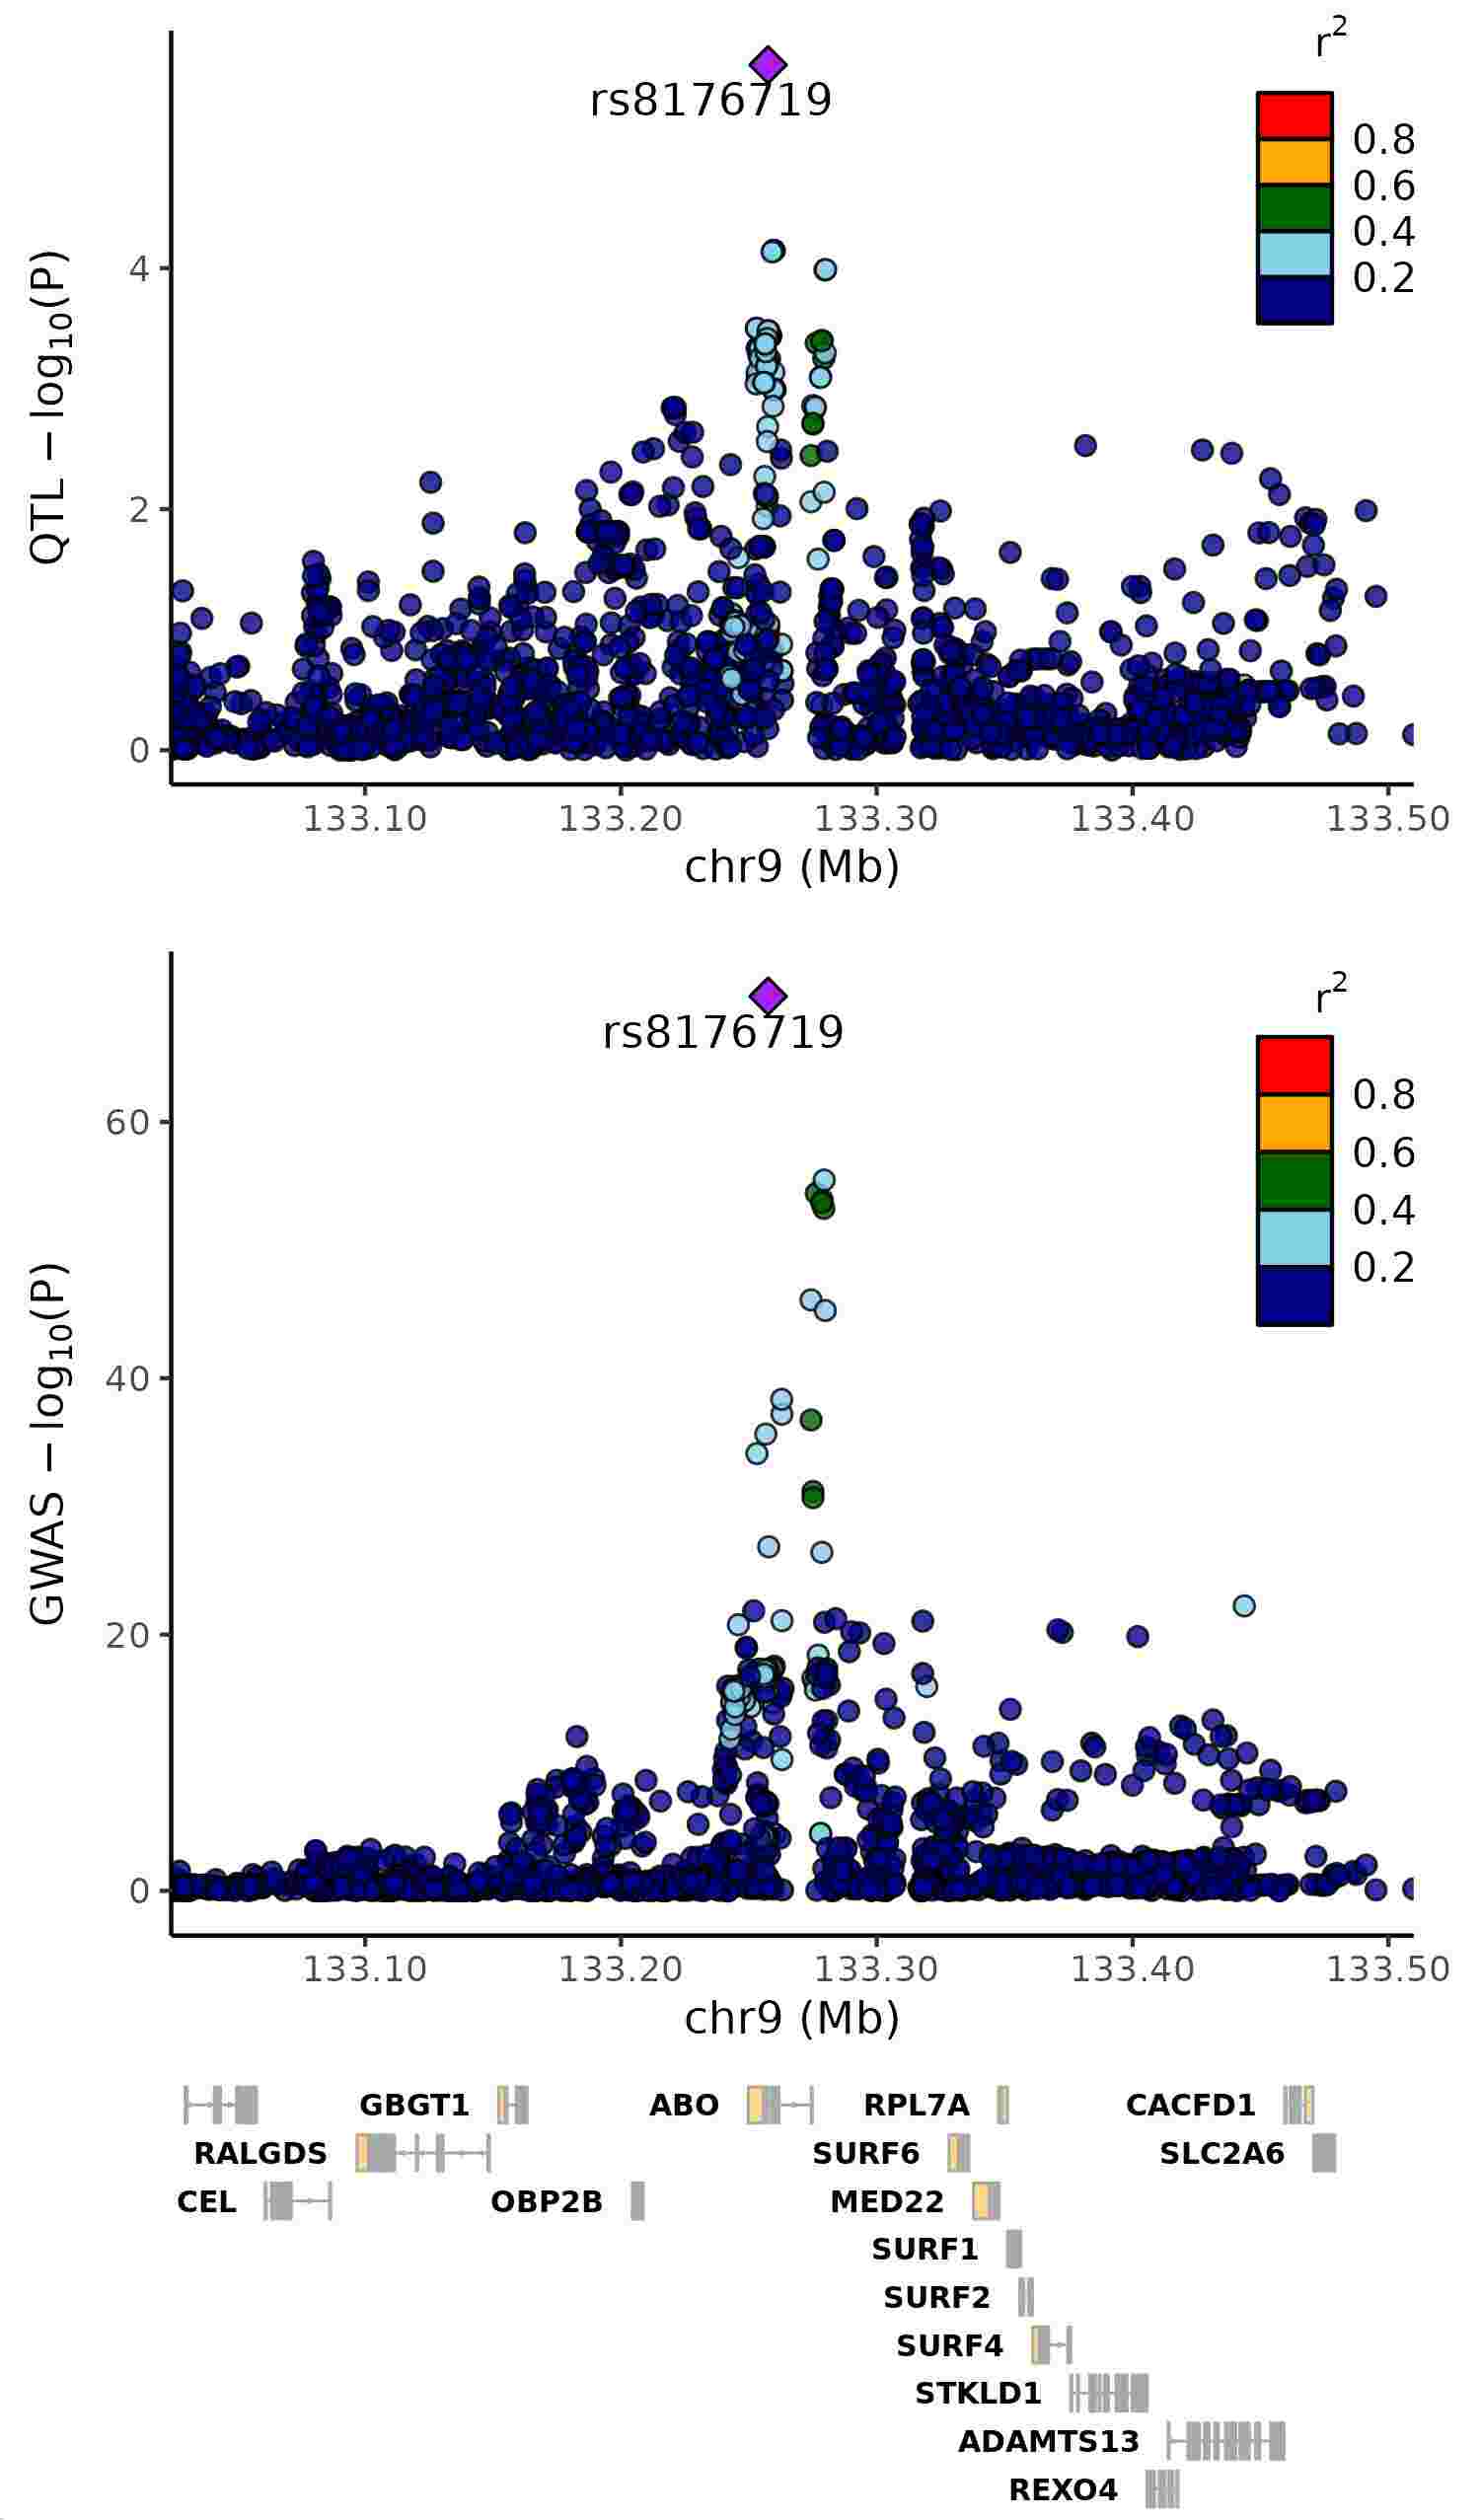 r2
rs8176719
0.8
0.6
0.4
0.2
QTL −log10(P)
4
2
0
133.10 133.20 133.30 133.40 133.50
chr9 (Mb)
r2
rs8176719
0.8
0.6
0.4
0.2
GWAS −log10(P)
60
40
20
0
133.10 133.20 133.30 133.40 133.50
chr9 (Mb)
GBGT1 ABO RPL7A CACFD1
RALGDS SURF6 SLC2A6
CEL OBP2B MED22
SURF1
SURF2
SURF4
STKLD1
ADAMTS13
REXO4